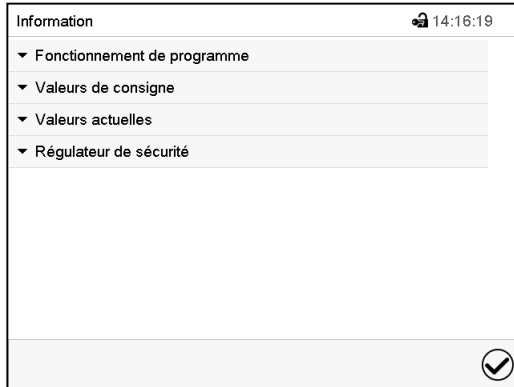 Information 14:16:19
Fonctionnement de programme
Valeurs de consigne
Valeurs actuelles
Régulateur de sécurité